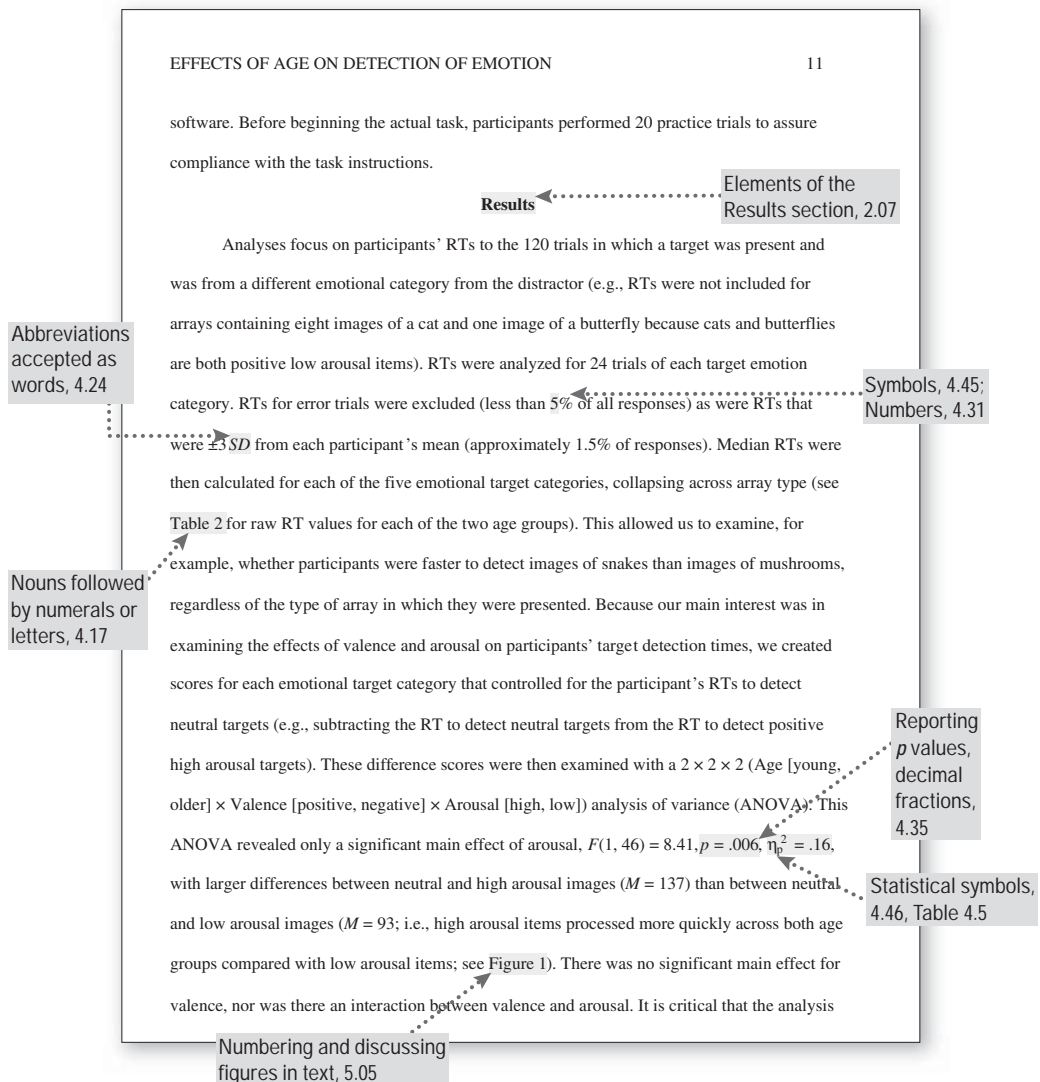 EFFECTS OF AGE ON DETECTION OF EMOTION 11
software. Before beginning the actual task, participants performed 20 practice trials to assure
compliance with the task instructions.
Results
Elements of the
Results section, 2.07
Analyses focus on participants’ RTs to the 120 trials in which a target was present and
was from a different emotional category from the distractor (e.g., RTs were not included for
arrays containing eight images of a cat and one image of a butterfly because cats and butterflies
are both positive low arousal items). RTs were analyzed for 24 trials of each target emotion
category. RTs for error trials were excluded (less than 5% of all responses) as were RTs that
were ±3 SD from each participant’s mean (approximately 1.5% of responses). Median RTs were
then calculated for each of the five emotional target categories, collapsing across array type (see
Table 2 for raw RT values for each of the two age groups). This allowed us to examine, for
example, whether participants were faster to detect images of snakes than images of mushrooms,
regardless of the type of array in which they were presented. Because our main interest was in
examining the effects of valence and arousal on participants’ target detection times, we created
scores for each emotional target category that controlled for the participant’s RTs to detect
neutral targets (e.g., subtracting the RT to detect neutral targets from the RT to detect positive
high arousal targets). These difference scores were then examined with a 2 × 2 × 2 (Age [young,
older] × Valence [positive, negative] × Arousal [high, low]) analysis of variance (ANOVA). This
ANOVA revealed only a significant main effect of arousal, F(1, 46) = 8.41, p = .006, ηp² = .16,
with larger differences between neutral and high arousal images (M = 137) than between neutral
and low arousal images (M = 93; i.e., high arousal items processed more quickly across both age
groups compared with low arousal items; see Figure 1). There was no significant main effect for
valence, nor was there an interaction between valence and arousal. It is critical that the analysis
Abbreviations
accepted as
words, 4.24
Symbols, 4.45;
Numbers, 4.31
Nouns followed
by numerals or
letters, 4.17
Reporting
p values,
decimal
fractions,
4.35
Statistical symbols,
4.46, Table 4.5
Numbering and discussing
figures in text, 5.05